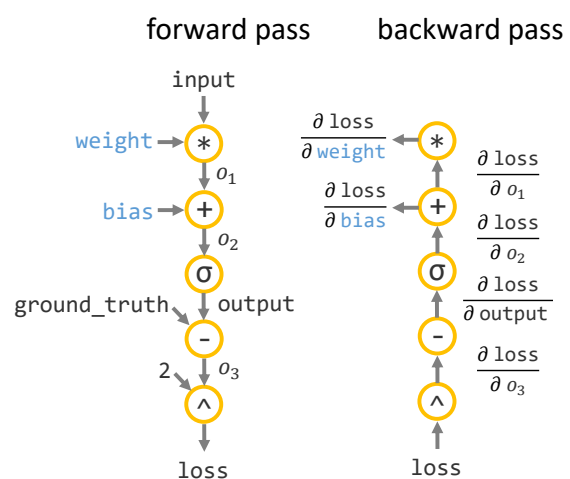 forward pass
input
weight
*
o1
bias
+
o2
σ
ground_truth
output
-
2
o3
^
loss
backward pass
*
∂ loss
∂ weight
∂ loss
∂ o1
+
∂ loss
∂ bias
∂ loss
∂ o2
σ
∂ loss
∂ output
-
∂ loss
∂ o3
^
loss